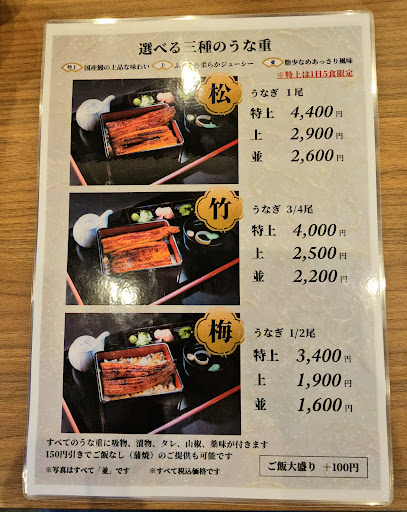 選べる三種のうな重
特上 国産鰻の上品な味わい 上 ふっくら柔らかジューシー 並 脂少なめあっさり風味
※特上は1日5食限定
松
うなぎ 1尾
特上 4,400円
上 2,900円
並 2,600円
竹
うなぎ 3/4尾
特上 4,000円
上 2,500円
並 2,200円
梅
うなぎ 1/2尾
特上 3,400円
上 1,900円
並 1,600円
すべてのうな重に吸物、漬物、タレ、山椒、薬味が付きます
150円引きでご飯なし（蒲焼）のご提供も可能です
※写真はすべて「並」です ※すべて税込価格です
ご飯大盛り +100円